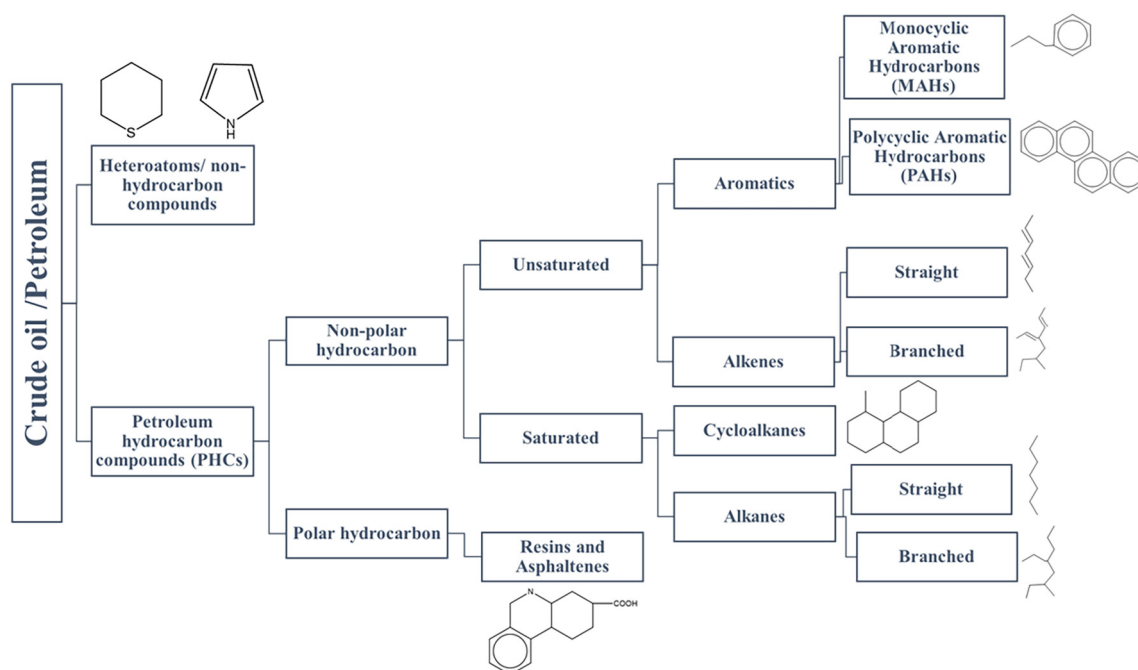 Crude oil /Petroleum
S
N
H
Heteroatoms/ non-
hydrocarbon
compounds
Petroleum
hydrocarbon
compounds (PHCs)
Non-polar
hydrocarbon
Polar hydrocarbon
Unsaturated
Saturated
Resins and
Asphaltenes
N
COOH
Aromatics
Alkenes
Cycloalkanes
Alkanes
Monocyclic
Aromatic
Hydrocarbons
(MAHs)
Polycyclic Aromatic
Hydrocarbons
(PAHs)
Straight
Branched
Straight
Branched